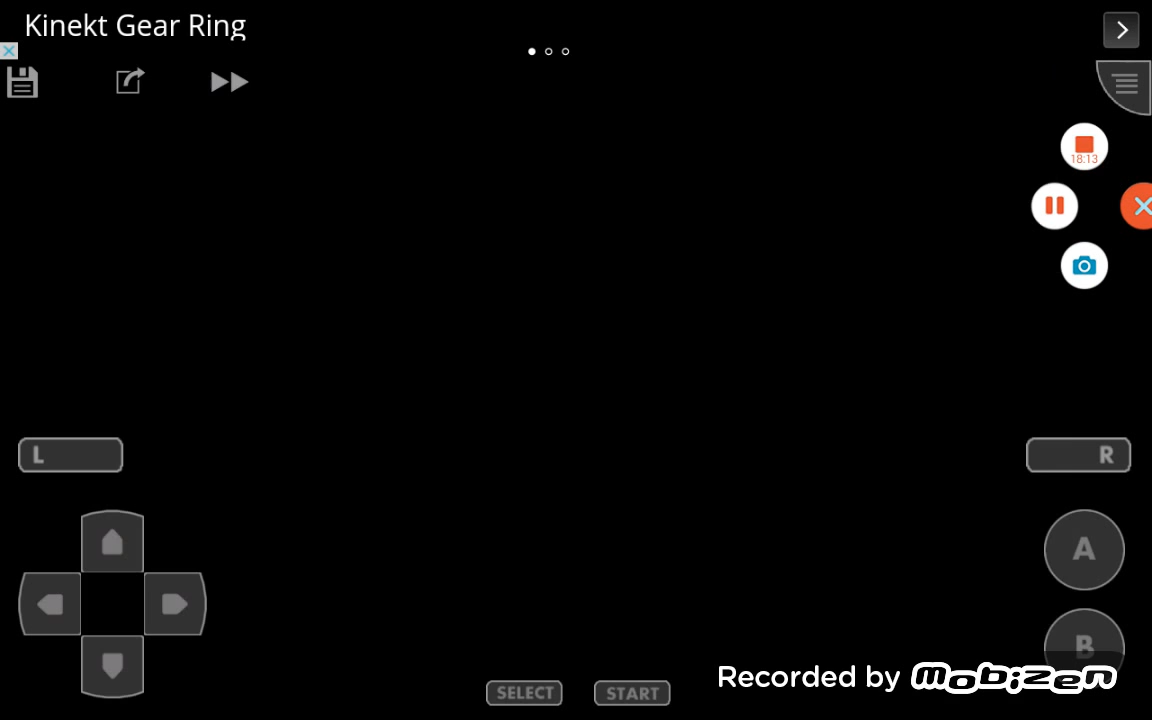 Kinekt Gear Ring
18:13
L
R
A
B
SELECT
START
Recorded by mobizen